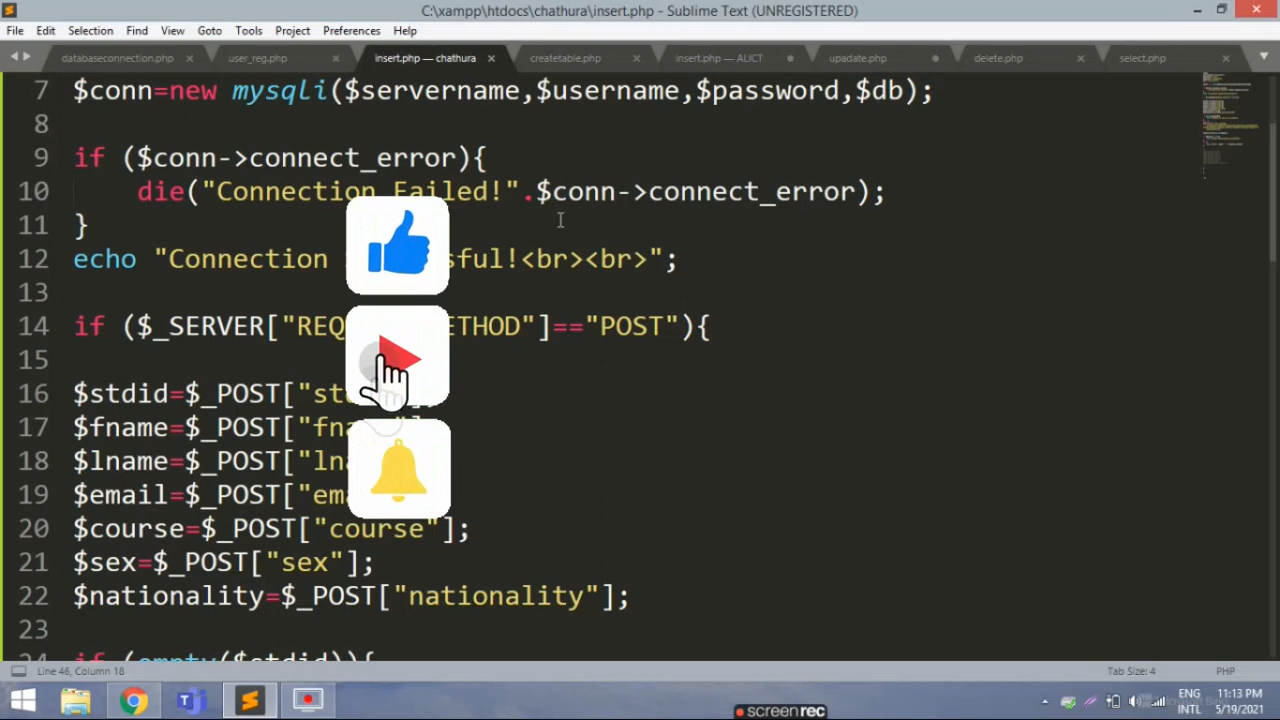 C:\xampp\htdocs\chathura\insert.php - Sublime Text (UNREGISTERED)
File Edit Selection Find View Goto Tools Project Preferences Help
databaseconnection.php × user_reg.php × insert.php — chathura × createtable.php × insert.php — ALICT upadate.php delete.php × select.php ×
7 $conn=new mysqli($servername,$username,$password,$db);
8
9 if ($conn->connect_error){
10 die("Connection Failed!".$conn->connect_error);
11 }
12 echo "Connection sful!<br><br>";
13
14 if ($_SERVER["REQ ETHOD"]=="POST"){
15
16 $stdid=$_POST["st
17 $fname=$_POST["fn
18 $lname=$_POST["ln
19 $email=$_POST["em
20 $course=$_POST["course"];
21 $sex=$_POST["sex"];
22 $nationality=$_POST["nationality"];
23
24 if (empty($stdid)){
Line 46, Column 18 Tab Size: 4 PHP
ENG 11:13 PM
INTL 5/19/2021
screenrec